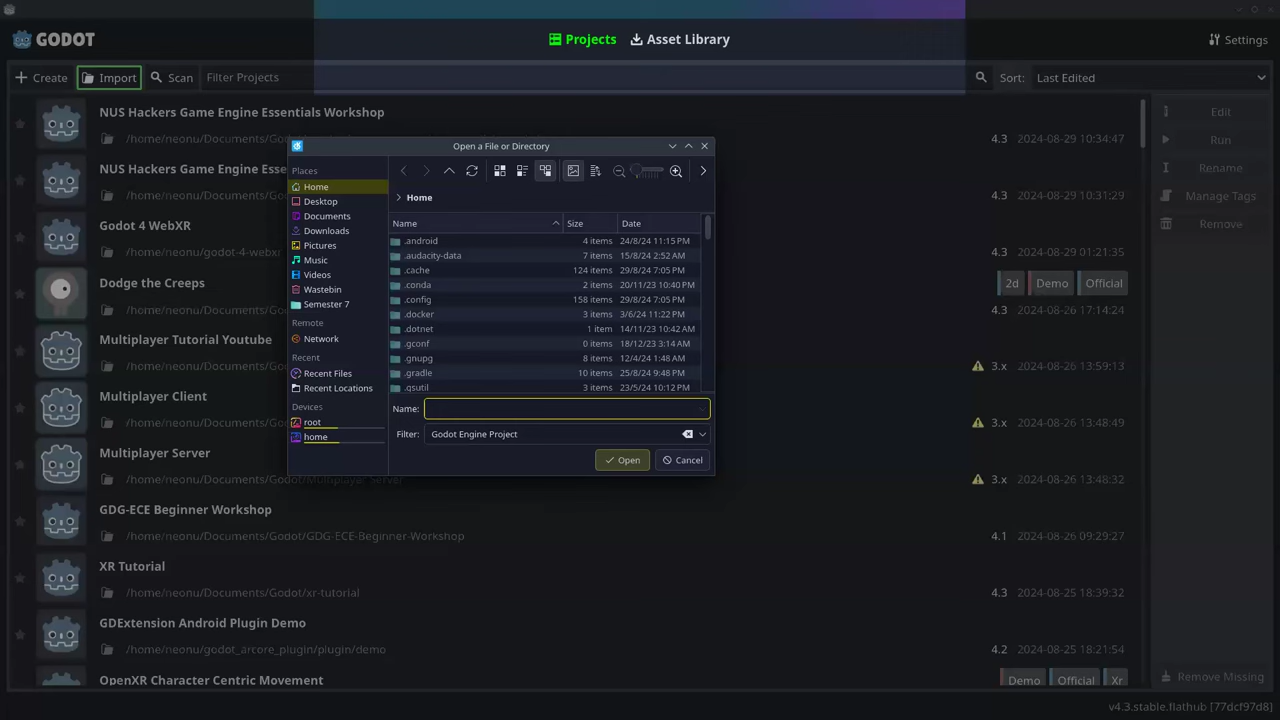 GODOT
Projects
Asset Library
Settings
Create
Import
Scan
Filter Projects
Sort:
Last Edited
NUS Hackers Game Engine Essentials Workshop
/home/neonu/Documents/Godot/NUS-Hackers-Game-Engine-Essentials
4.3 2024-08-29 10:34:47
NUS Hackers Game Engine Essentials
4.3 2024-08-29 10:31:29
Godot 4 WebXR
/home/neonu/godot-4-webxr
4.3 2024-08-29 01:21:35
Dodge the Creeps
2d Demo Official
4.3 2024-08-26 17:14:24
Multiplayer Tutorial Youtube
3.x 2024-08-26 13:59:13
Multiplayer Client
3.x 2024-08-26 13:48:49
Multiplayer Server
/home/neonu/Documents/Godot/Multiplayer Server
3.x 2024-08-26 13:48:32
GDG-ECE Beginner Workshop
/home/neonu/Documents/Godot/GDG-ECE-Beginner-Workshop
4.1 2024-08-26 09:29:27
XR Tutorial
/home/neonu/Documents/Godot/xr-tutorial
4.3 2024-08-25 18:39:32
GDExtension Android Plugin Demo
/home/neonu/godot_arcore_plugin/plugin/demo
4.2 2024-08-25 18:21:54
OpenXR Character Centric Movement
Demo Official Xr
Edit
Run
Rename
Manage Tags
Remove
Remove Missing
v4.3.stable.flathub [77dcf97d8]
Open a File or Directory
Places
Home
Desktop
Documents
Downloads
Pictures
Music
Videos
Wastebin
Semester 7
Remote
Network
Recent
Recent Files
Recent Locations
Devices
root
home
Home
Name Size Date
.android 4 items 24/8/24 11:15 PM
.audacity-data 7 items 15/8/24 2:52 AM
.cache 124 items 29/8/24 7:05 PM
.conda 2 items 20/11/23 10:40 PM
.config 158 items 29/8/24 7:05 PM
.docker 3 items 3/6/24 11:22 PM
.dotnet 1 item 14/11/23 10:42 AM
.gconf 0 items 18/12/23 3:14 AM
.gnupg 8 items 12/4/24 1:48 AM
.gradle 10 items 25/8/24 9:48 PM
.gsutil 3 items 23/5/24 10:12 PM
Name:
Filter: Godot Engine Project
Open
Cancel